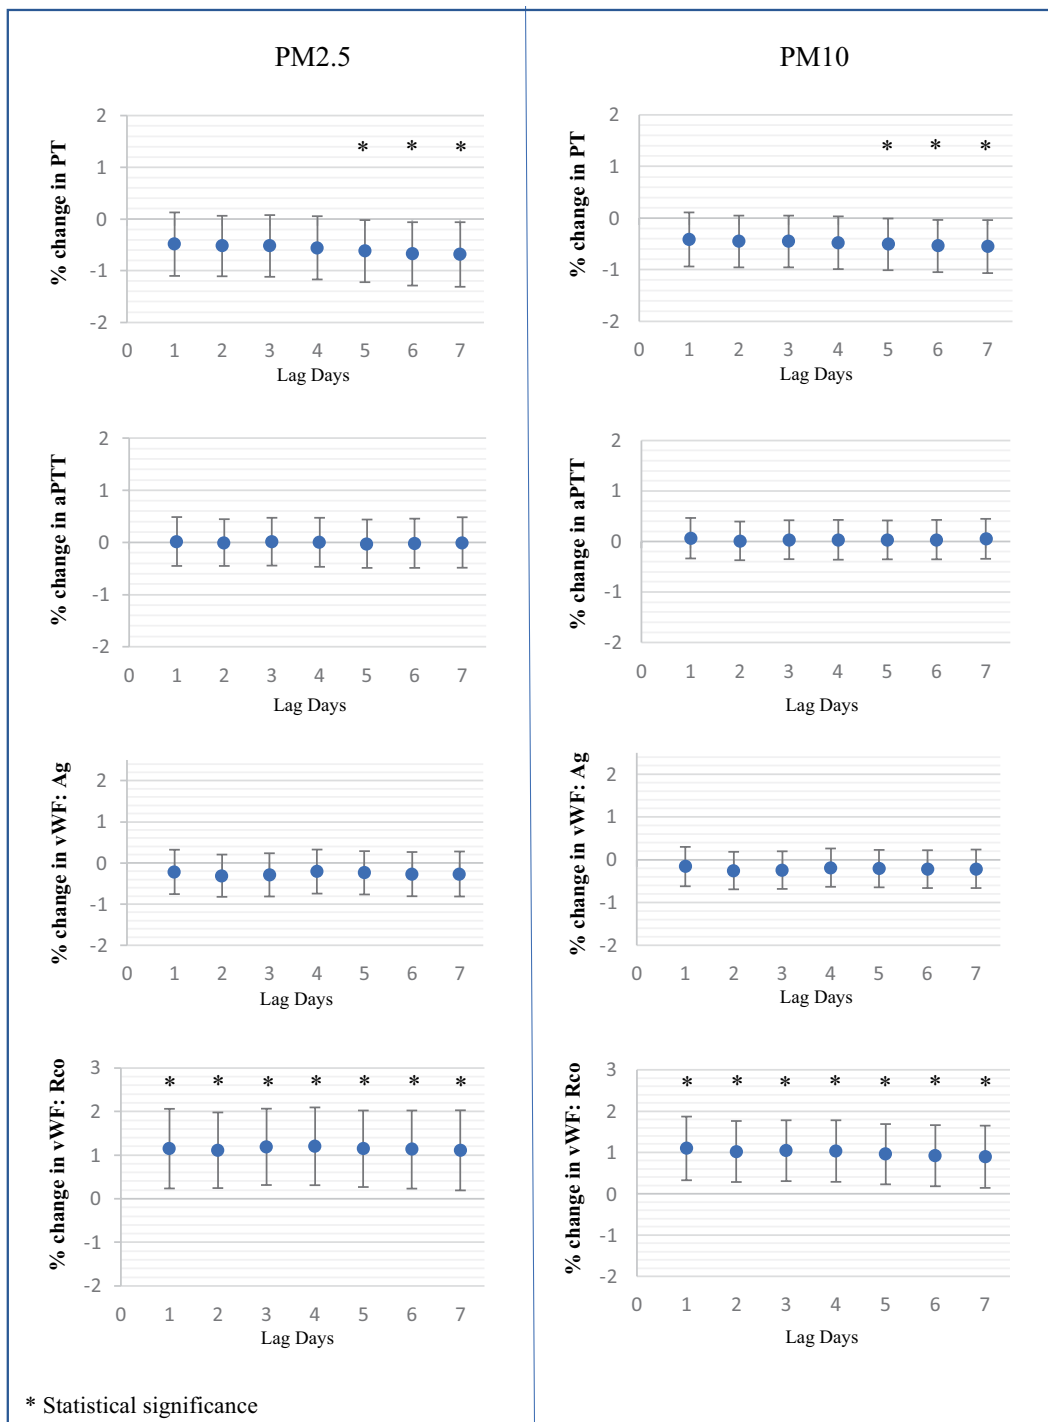 PM2.5
PM10
% change in PT
2
1
0
-1
-2
* * *
0 1 2 3 4 5 6 7
Lag Days
% change in PT
2
1
0
-1
-2
* * *
0 1 2 3 4 5 6 7
Lag Days
% change in aPTT
2
1
0
-1
-2
0 1 2 3 4 5 6 7
Lag Days
% change in aPTT
2
1
0
-1
-2
0 1 2 3 4 5 6 7
Lag Days
% change in vWF: Ag
2
1
0
-1
-2
0 1 2 3 4 5 6 7
Lag Days
% change in vWF: Ag
2
1
0
-1
-2
0 1 2 3 4 5 6 7
Lag Days
% change in vWF: Rco
3
2
1
0
-1
-2
* * * * * * *
0 1 2 3 4 5 6 7
Lag Days
% change in vWF: Rco
3
2
1
0
-1
-2
* * * * * * *
0 1 2 3 4 5 6 7
Lag Days
* Statistical significance